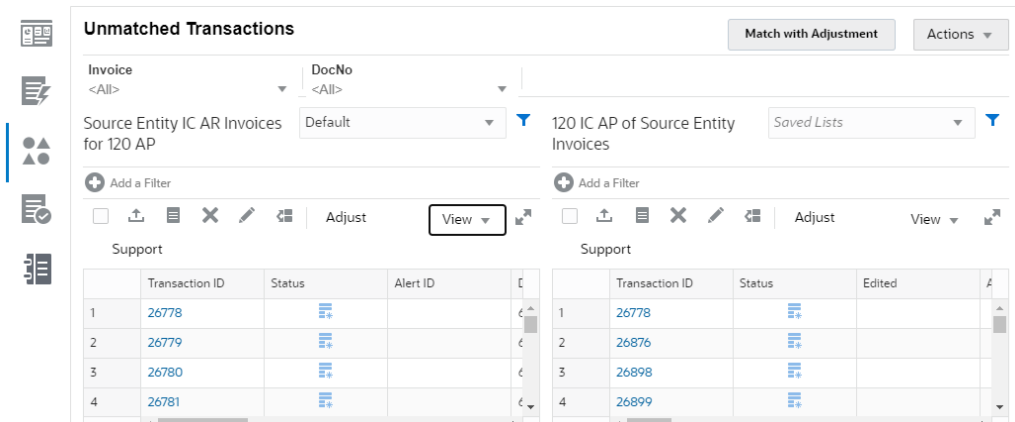 Unmatched Transactions
Match with Adjustment
Actions
Invoice
<All>
DocNo
<All>
Source Entity IC AR Invoices
for 120 AP
Default
120 IC AP of Source Entity
Invoices
Saved Lists
Add a Filter
Add a Filter
Adjust
View
Support
Adjust
View
Support
Transaction ID Status Alert ID
1 26778
2 26779
3 26780
4 26781
Transaction ID Status Edited
1 26778
2 26876
3 26898
4 26899